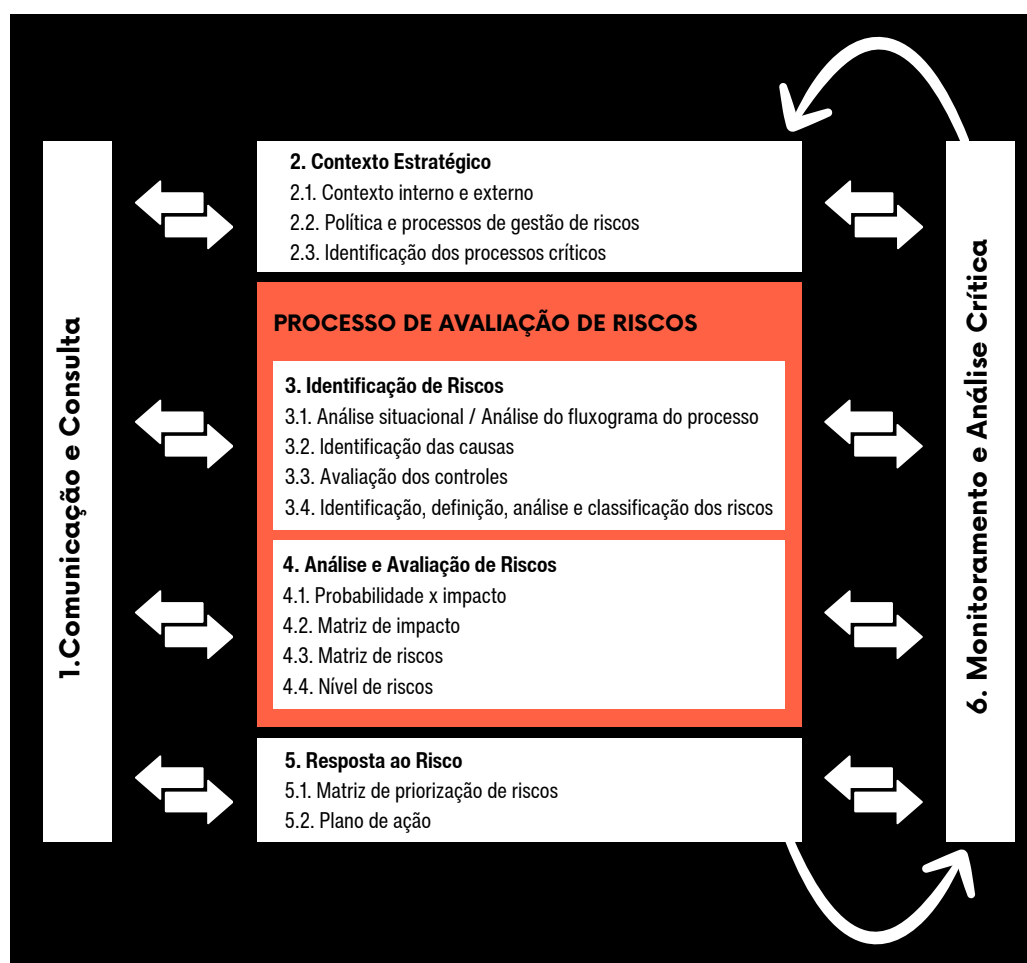 1.Comunicação e Consulta
2. Contexto Estratégico
2.1. Contexto interno e externo
2.2. Política e processos de gestão de riscos
2.3. Identificação dos processos críticos
PROCESSO DE AVALIAÇÃO DE RISCOS
3. Identificação de Riscos
3.1. Análise situacional / Análise do fluxograma do processo
3.2. Identificação das causas
3.3. Avaliação dos controles
3.4. Identificação, definição, análise e classificação dos riscos
4. Análise e Avaliação de Riscos
4.1. Probabilidade x impacto
4.2. Matriz de impacto
4.3. Matriz de riscos
4.4. Nível de riscos
5. Resposta ao Risco
5.1. Matriz de priorização de riscos
5.2. Plano de ação
6. Monitoramento e Análise Crítica